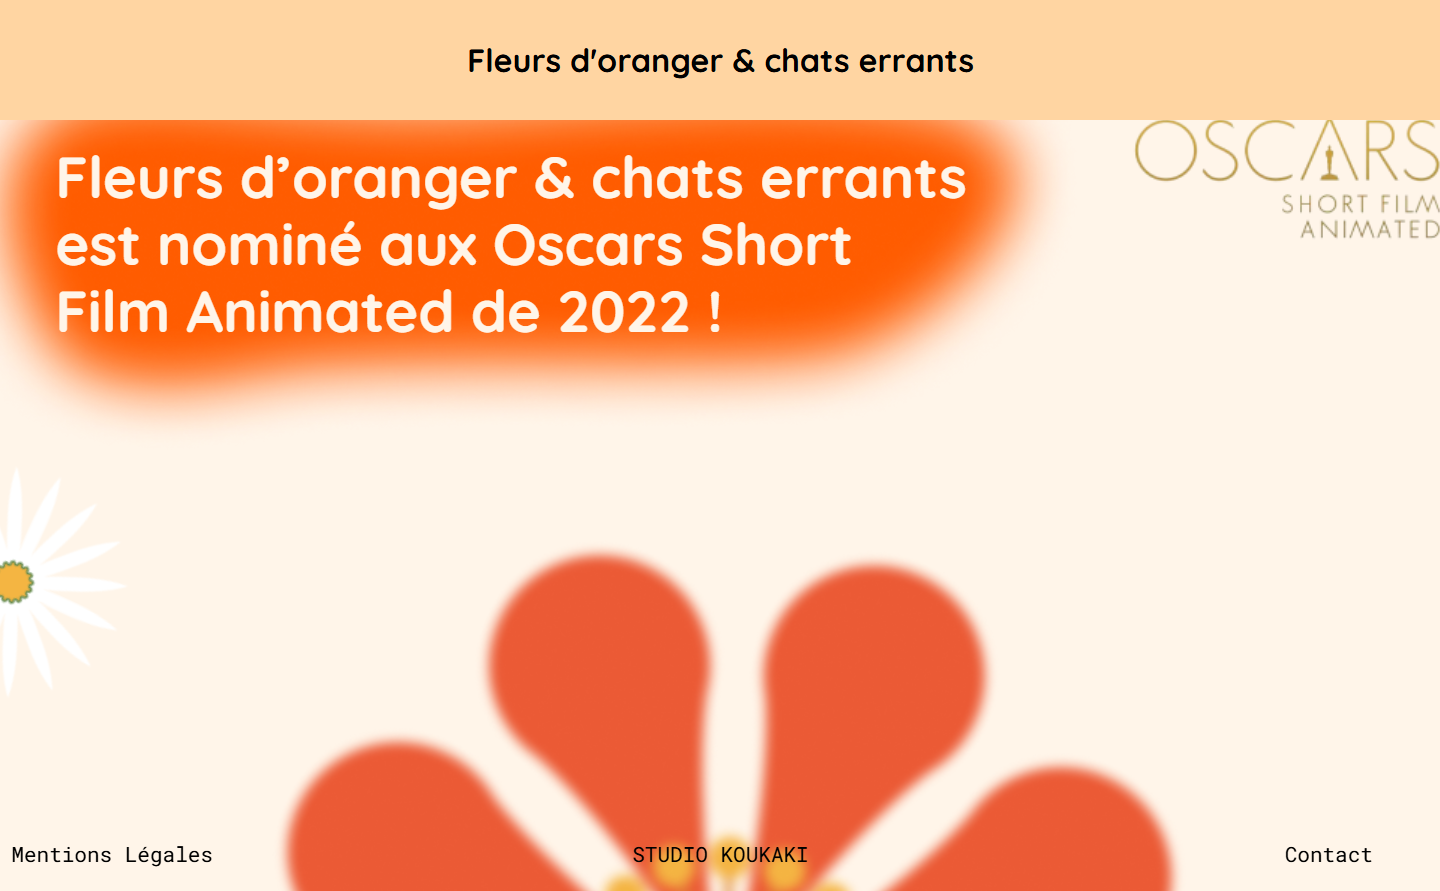 Fleurs d'oranger & chats errants
Fleurs d’oranger & chats errants
est nominé aux Oscars Short
Film Animated de 2022 !
OSCARS
SHORT FILM
ANIMATED
Mentions Légales
STUDIO KOUKAKI
Contact